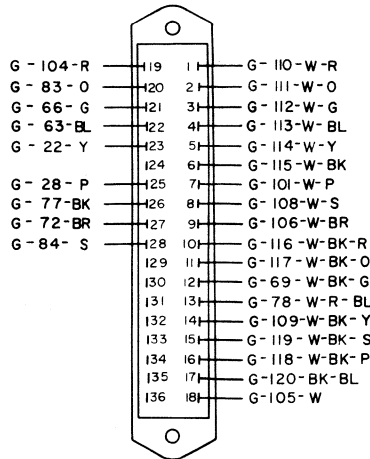 G - 104 - R 19 1 G - 110 - W - R
G - 83 - O 20 2 G - 111 - W - O
G - 66 - G 21 3 G - 112 - W - G
G - 63 - BL 22 4 G - 113 - W - BL
G - 22 - Y 23 5 G - 114 - W - Y
24 6 G - 115 - W - BK
G - 28 - P 25 7 G - 101 - W - P
G - 77 - BK 26 8 G - 108 - W - S
G - 72 - BR 27 9 G - 106 - W - BR
G - 84 - S 28 10 G - 116 - W - BK - R
29 11 G - 117 - W - BK - O
30 12 G - 69 - W - BK - G
31 13 G - 78 - W - R - BL
32 14 G - 109 - W - BK - Y
33 15 G - 119 - W - BK - S
34 16 G - 118 - W - BK - P
35 17 G - 120 - BK - BL
36 18 G - 105 - W